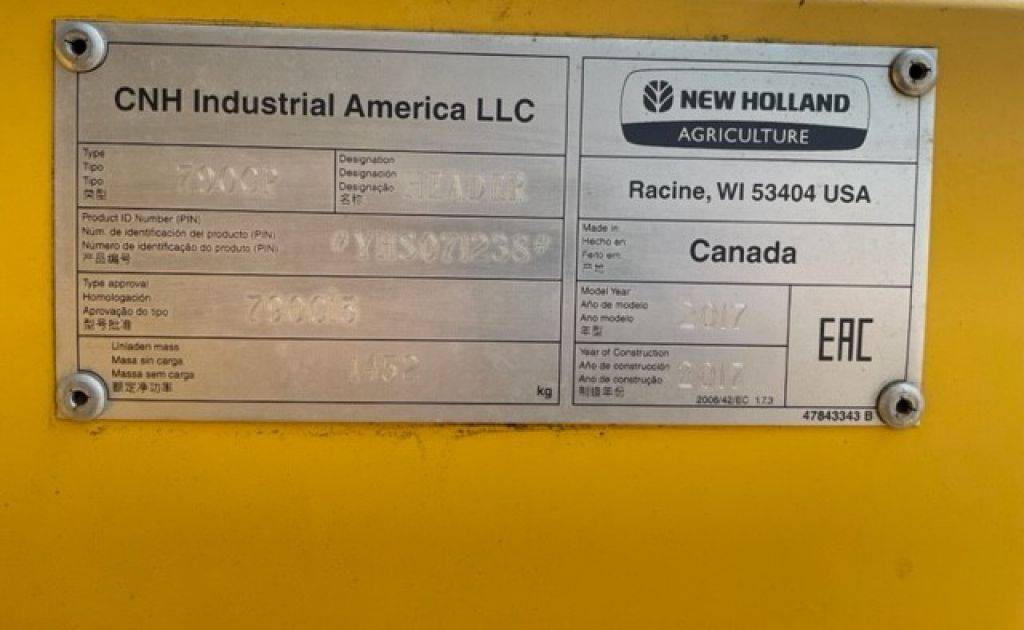 CNH Industrial America LLC
Type
Tipo
Tipo
类型
790CP
Designation
Designación
Designação
名称
HEADER
Product ID Number (PIN)
Núm. de identificación del producto (PIN)
Número de identificação do produto (PIN)
产品编号
Type approval
Homologación
Aprovação do tipo
型号批准
Unladen mass
Masa sin carga
Massa sem carga
额定净功率
kg
NEW HOLLAND
AGRICULTURE
Racine, WI 53404 USA
Made in
Hecho en
Feito em
产地
Canada
Model Year
Año de modelo
Ano modelo
年型
2017
Year of Construction
Año de construcción
Ano de construção
制造年份
2017
2006/42/EC 1.7.3
EAC
47843343 B